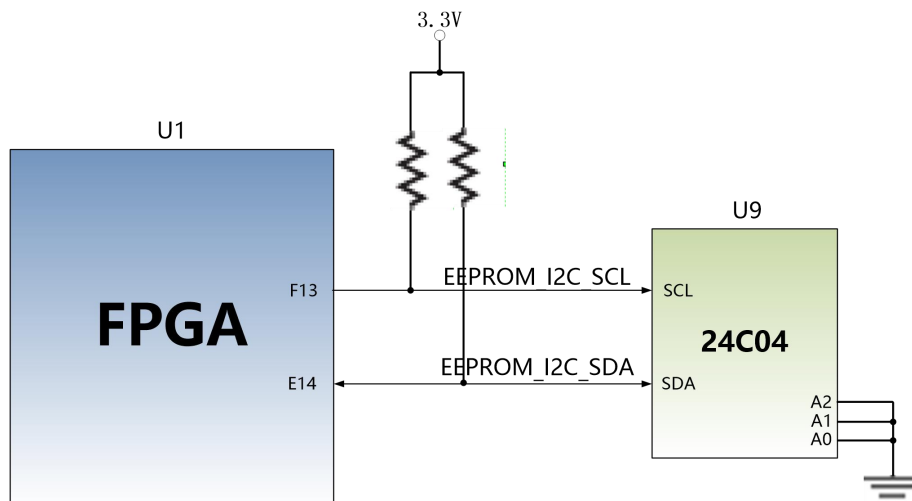 3.3V
U1
U9
EEPROM_I2C_SCL
F13
SCL
FPGA
24C04
EEPROM_I2C_SDA
E14
SDA
A2
A1
A0